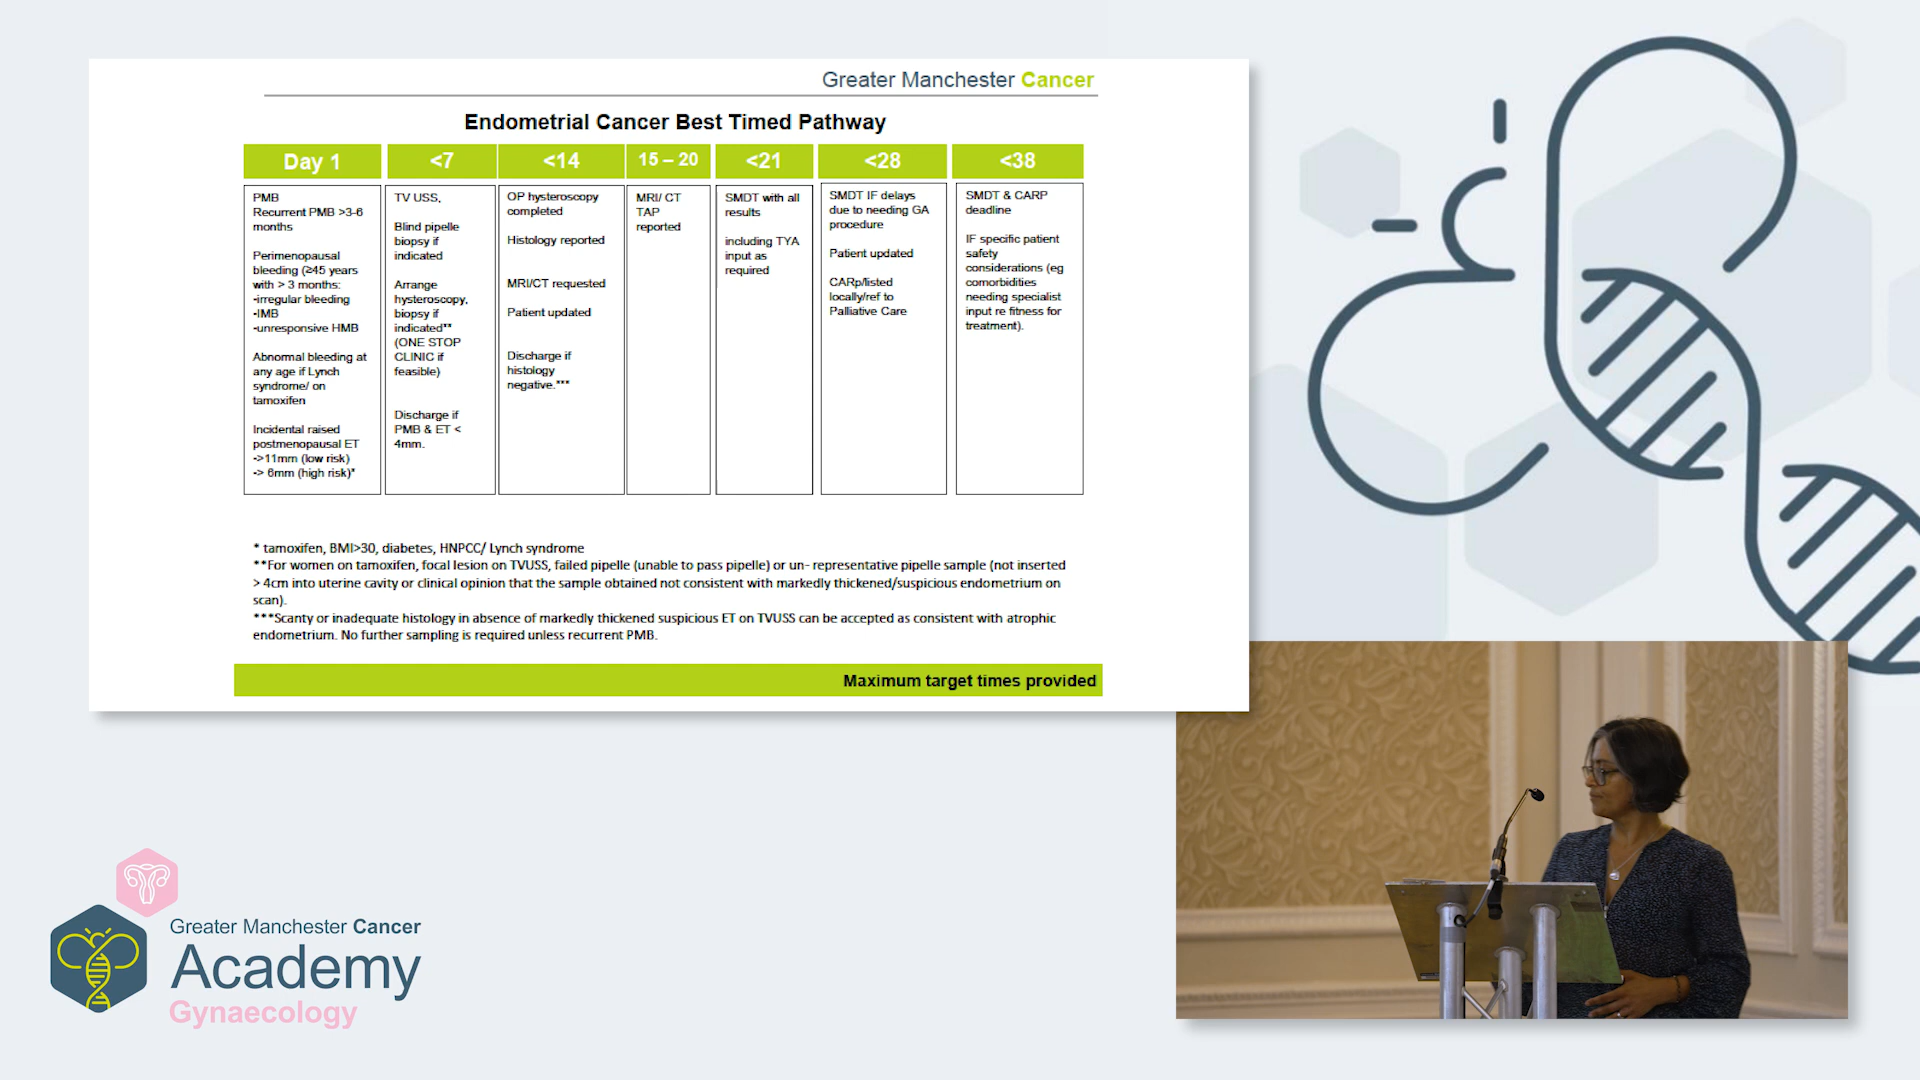 Greater Manchester Cancer
Endometrial Cancer Best Timed Pathway
Day 1
<7
<14
15 – 20
<21
<28
<38
PMB
Recurrent PMB >3-6
months
Perimenopausal
bleeding (≥45 years
with > 3 months:
-irregular bleeding
-IMB
-unresponsive HMB
Abnormal bleeding at
any age if Lynch
syndrome/ on
tamoxifen
Incidental raised
postmenopausal ET
->11mm (low risk)
-> 6mm (high risk)*
TV USS,
Blind pipelle
biopsy if
indicated
Arrange
hysteroscopy,
biopsy if
indicated**
(ONE STOP
CLINIC if
feasible)
Discharge if
PMB & ET <
4mm.
OP hysteroscopy
completed
Histology reported
MRI/CT requested
Patient updated
Discharge if
histology
negative.***
MRI/ CT
TAP
reported
SMDT with all
results
including TYA
input as
required
SMDT IF delays
due to needing GA
procedure
Patient updated
CARp/listed
locally/ref to
Palliative Care
SMDT & CARP
deadline
IF specific patient
safety
considerations (eg
comorbidities
needing specialist
input re fitness for
treatment).
* tamoxifen, BMI>30, diabetes, HNPCC/ Lynch syndrome
**For women on tamoxifen, focal lesion on TVUSS, failed pipelle (unable to pass pipelle) or un- representative pipelle sample (not inserted
> 4cm into uterine cavity or clinical opinion that the sample obtained not consistent with markedly thickened/suspicious endometrium on
scan).
***Scanty or inadequate histology in absence of markedly thickened suspicious ET on TVUSS can be accepted as consistent with atrophic
endometrium. No further sampling is required unless recurrent PMB.
Maximum target times provided
Greater Manchester Cancer
Academy
Gynaecology